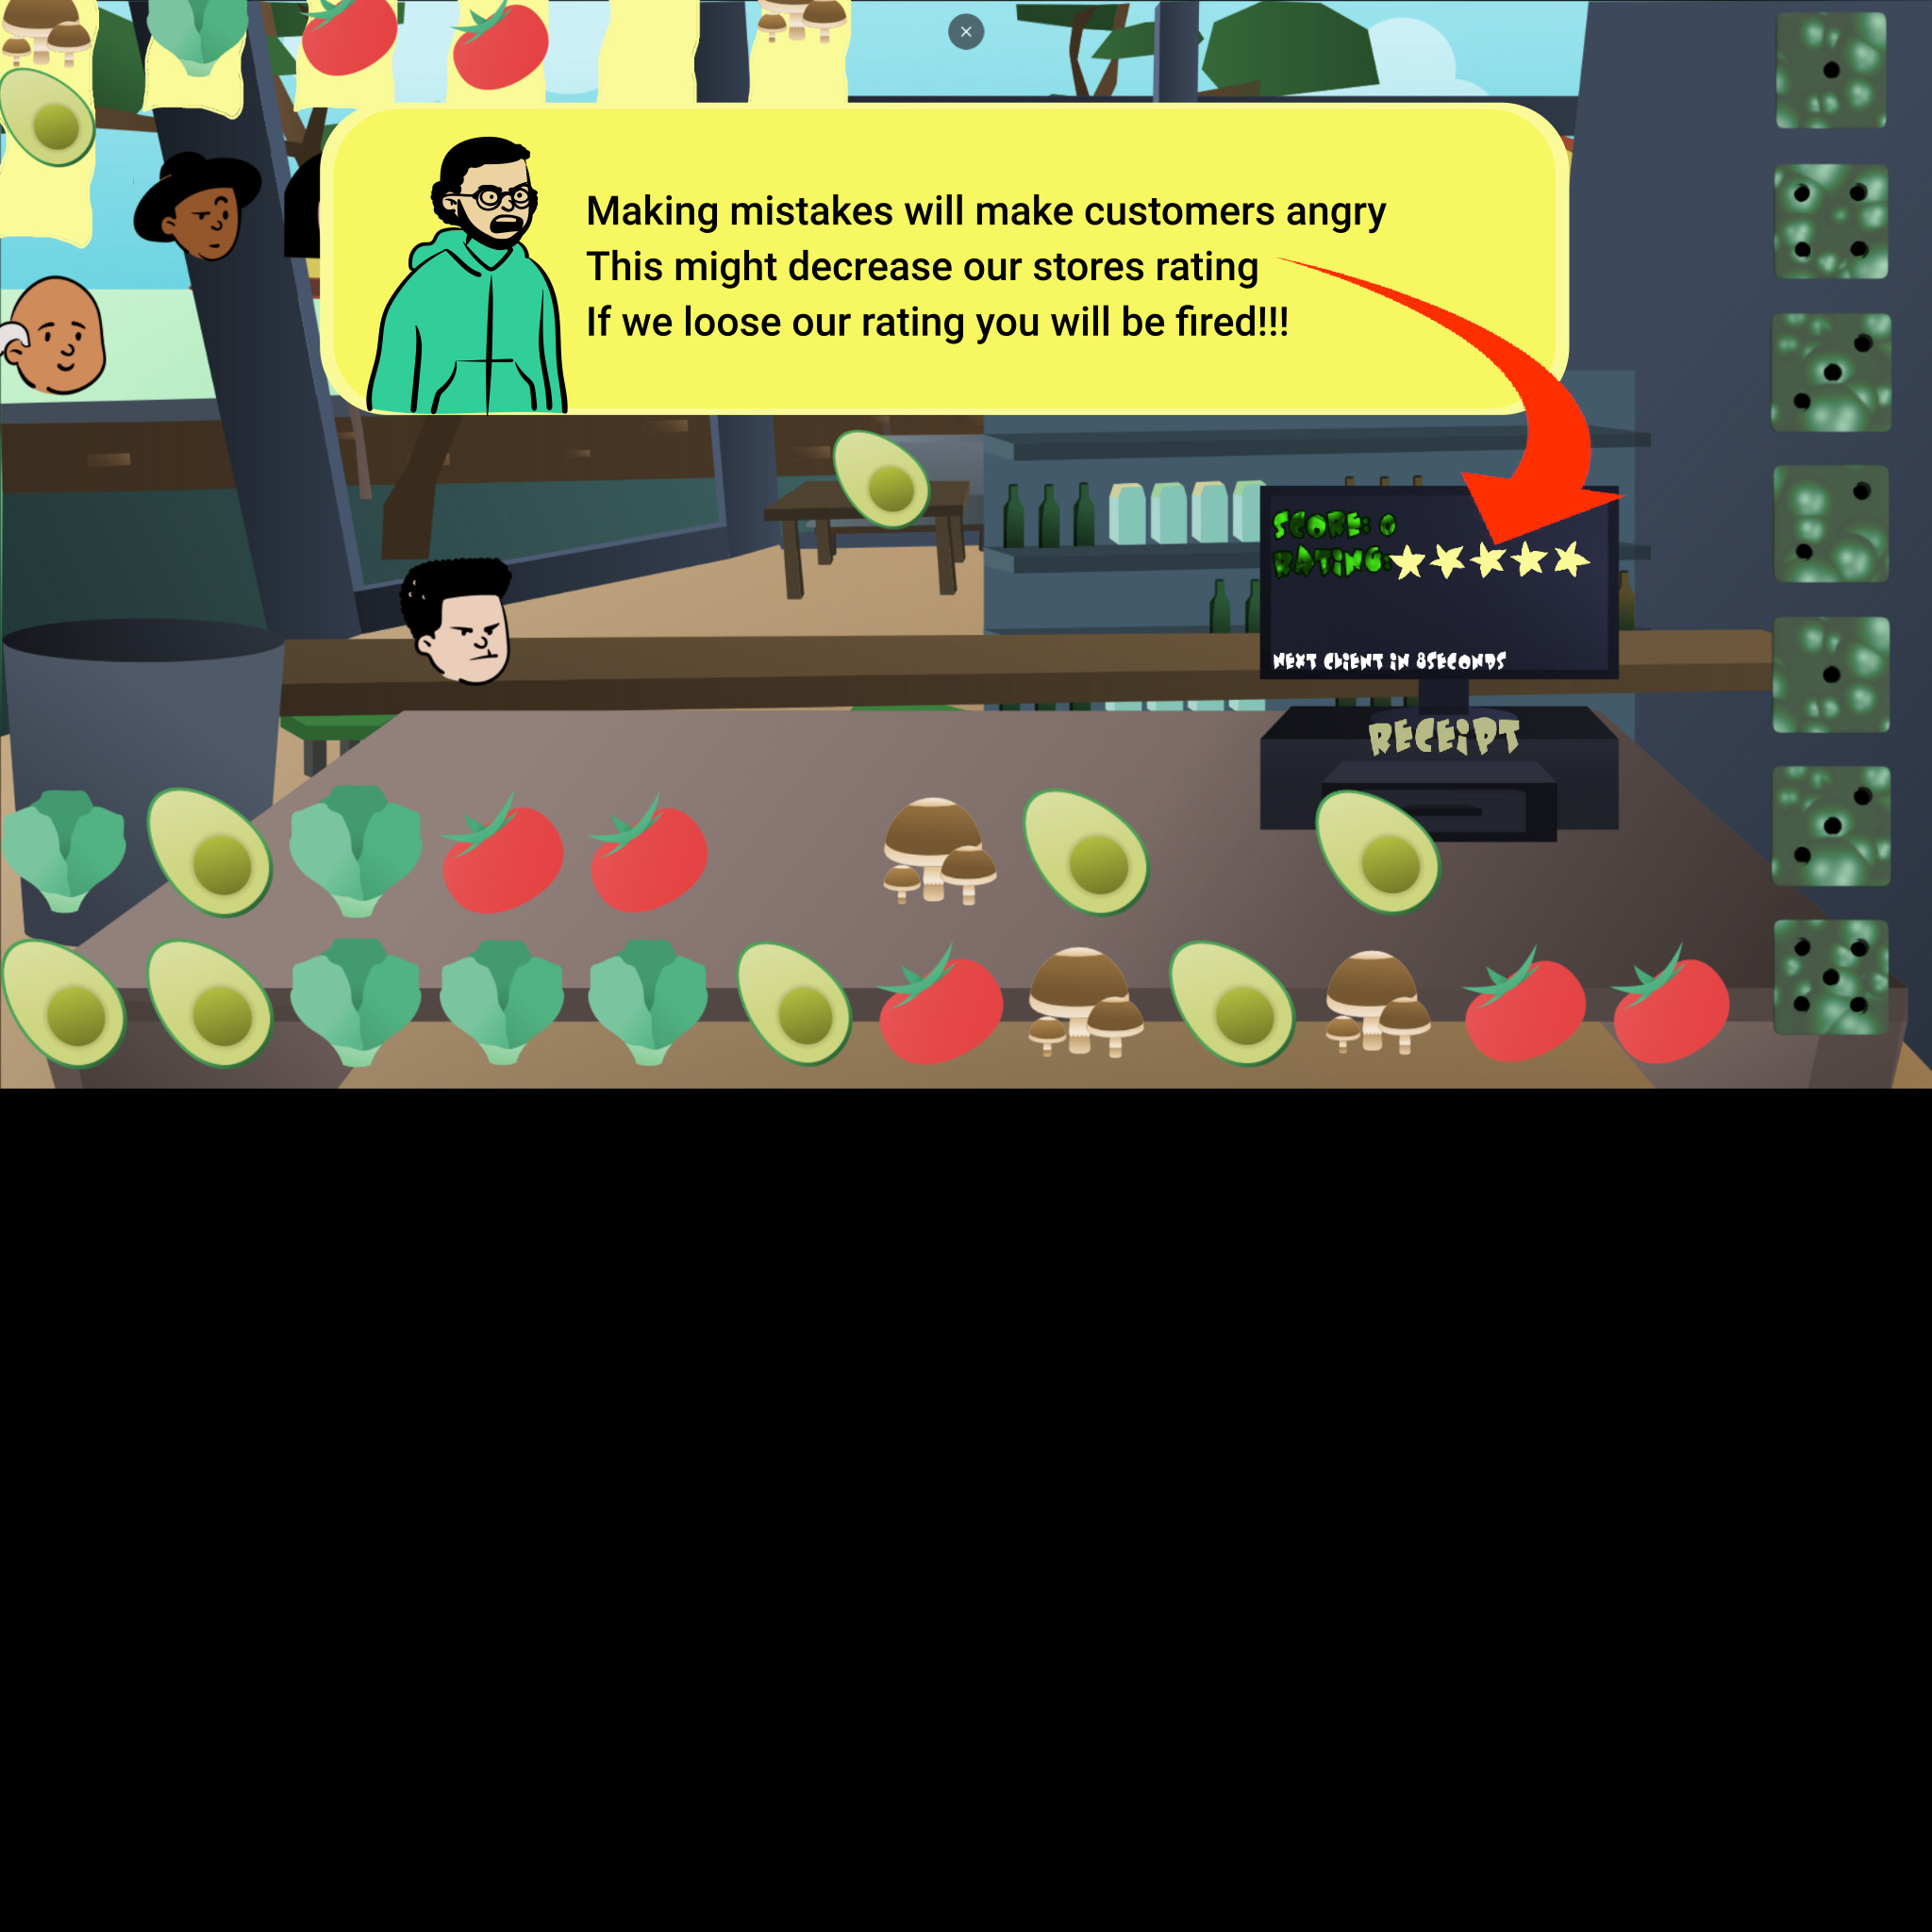 Making mistakes will make customers angry
This might decrease our stores rating
If we loose our rating you will be fired!!!
SCORE: 0
RATING:
NEXT CLIENT IN 8SECONDS
RECEIPT